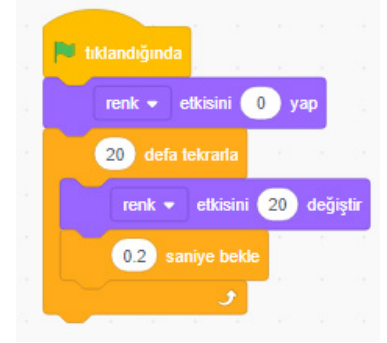 tıklandığında
renk etkisini 0 yap
20 defa tekrarla
renk etkisini 20 değiştir
0.2 saniye bekle